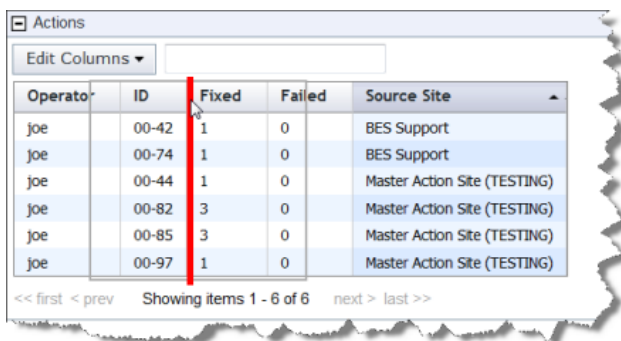 Actions
Edit Columns
Operator ID Fixed Failed Source Site
joe 00-42 1 0 BES Support
joe 00-74 1 0 BES Support
joe 00-44 1 0 Master Action Site (TESTING)
joe 00-82 3 0 Master Action Site (TESTING)
joe 00-85 3 0 Master Action Site (TESTING)
joe 00-97 1 0 Master Action Site (TESTING)
<< first < prev Showing items 1 - 6 of 6 next > last >>